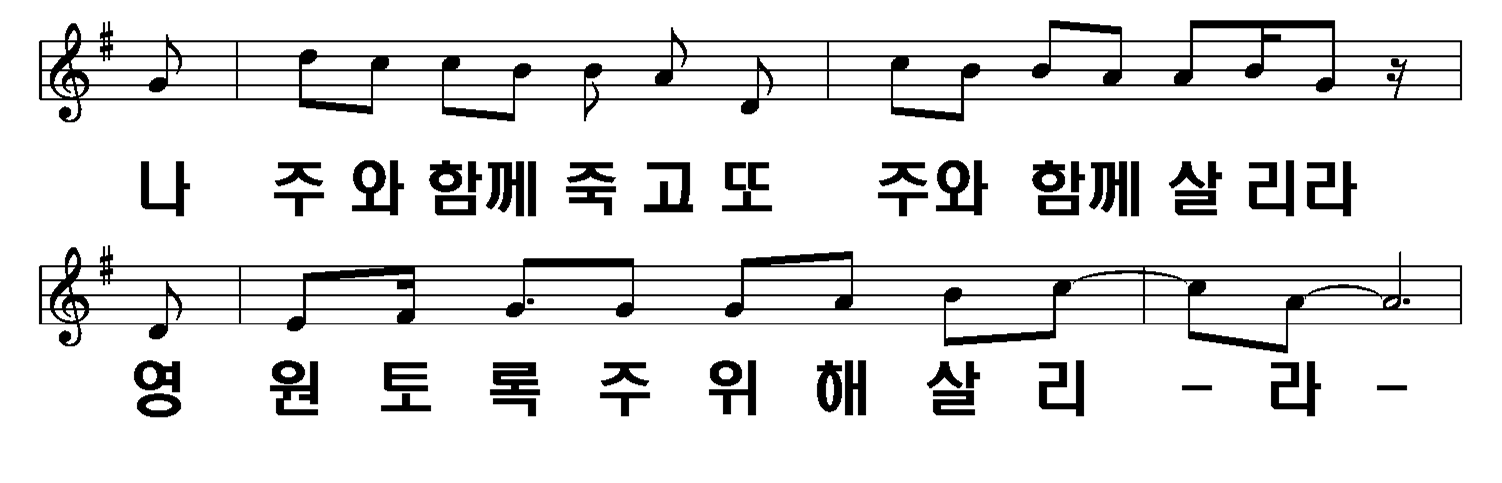 나 주 와 함께 죽 고 또 주와 함께 살 리라
영 원 토 록 주 위 해 살 리 - 라 -